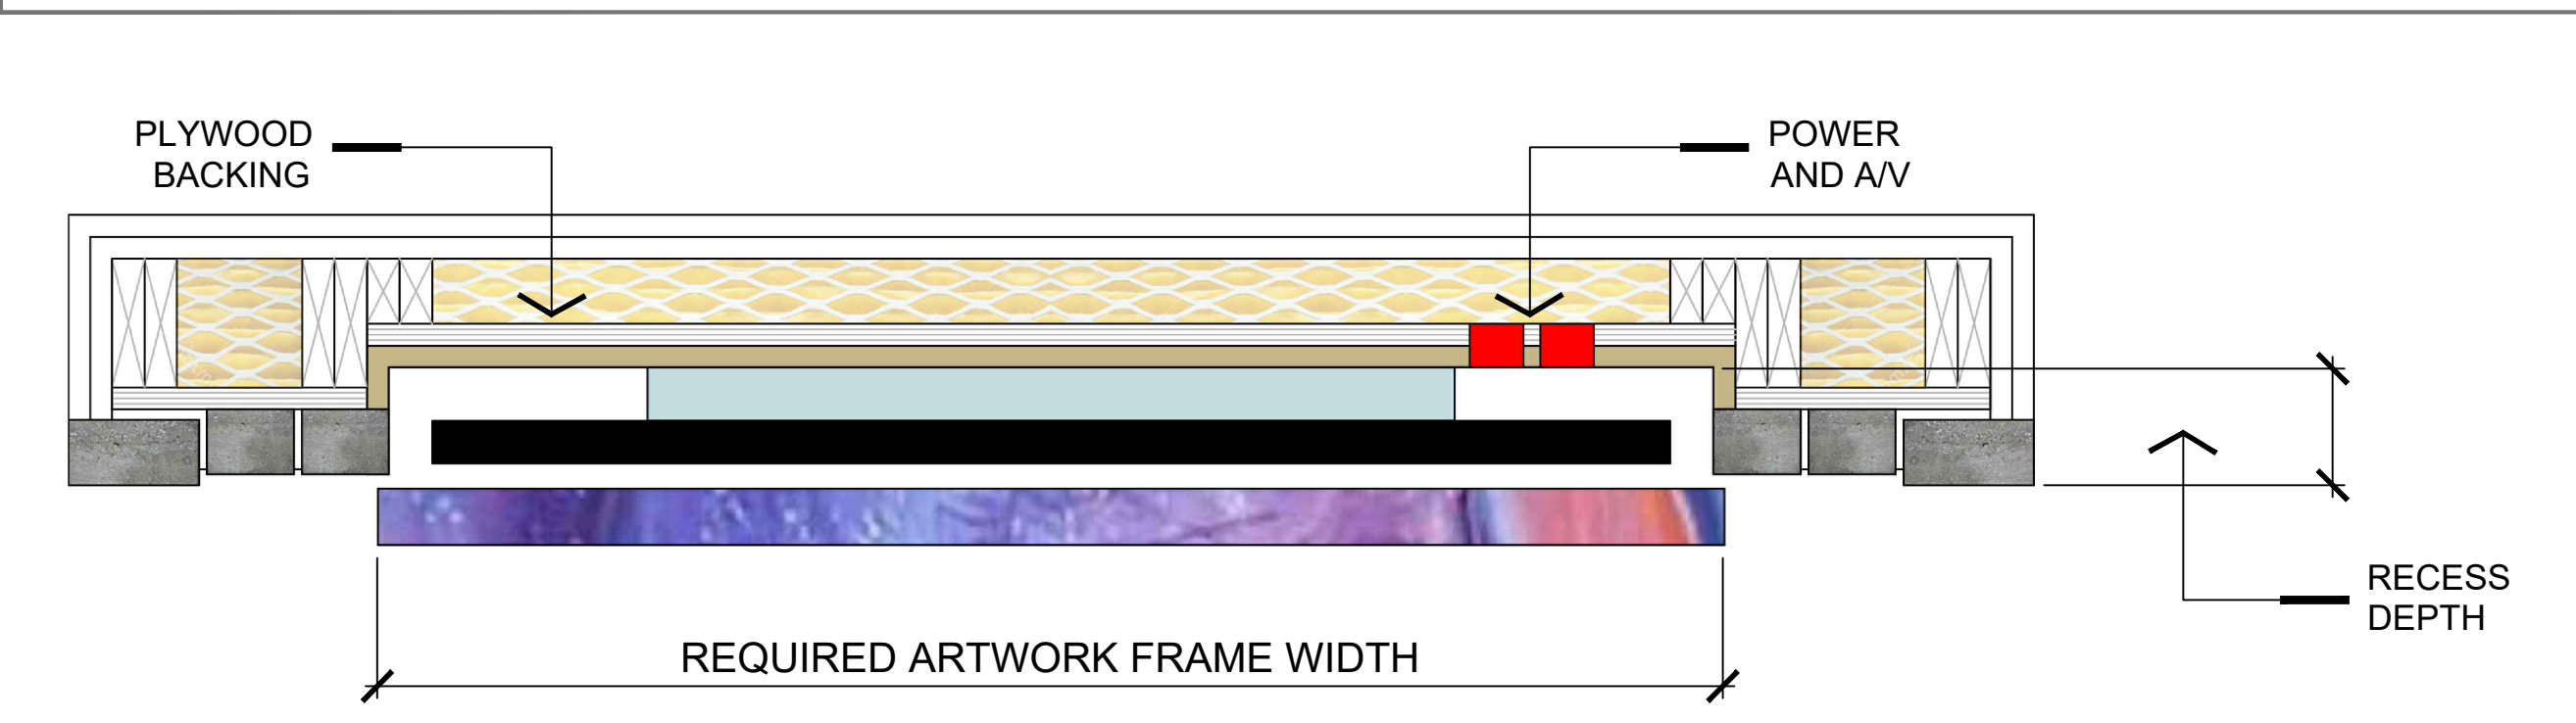 PLYWOOD
BACKING
POWER
AND A/V
RECESS
DEPTH
REQUIRED ARTWORK FRAME WIDTH